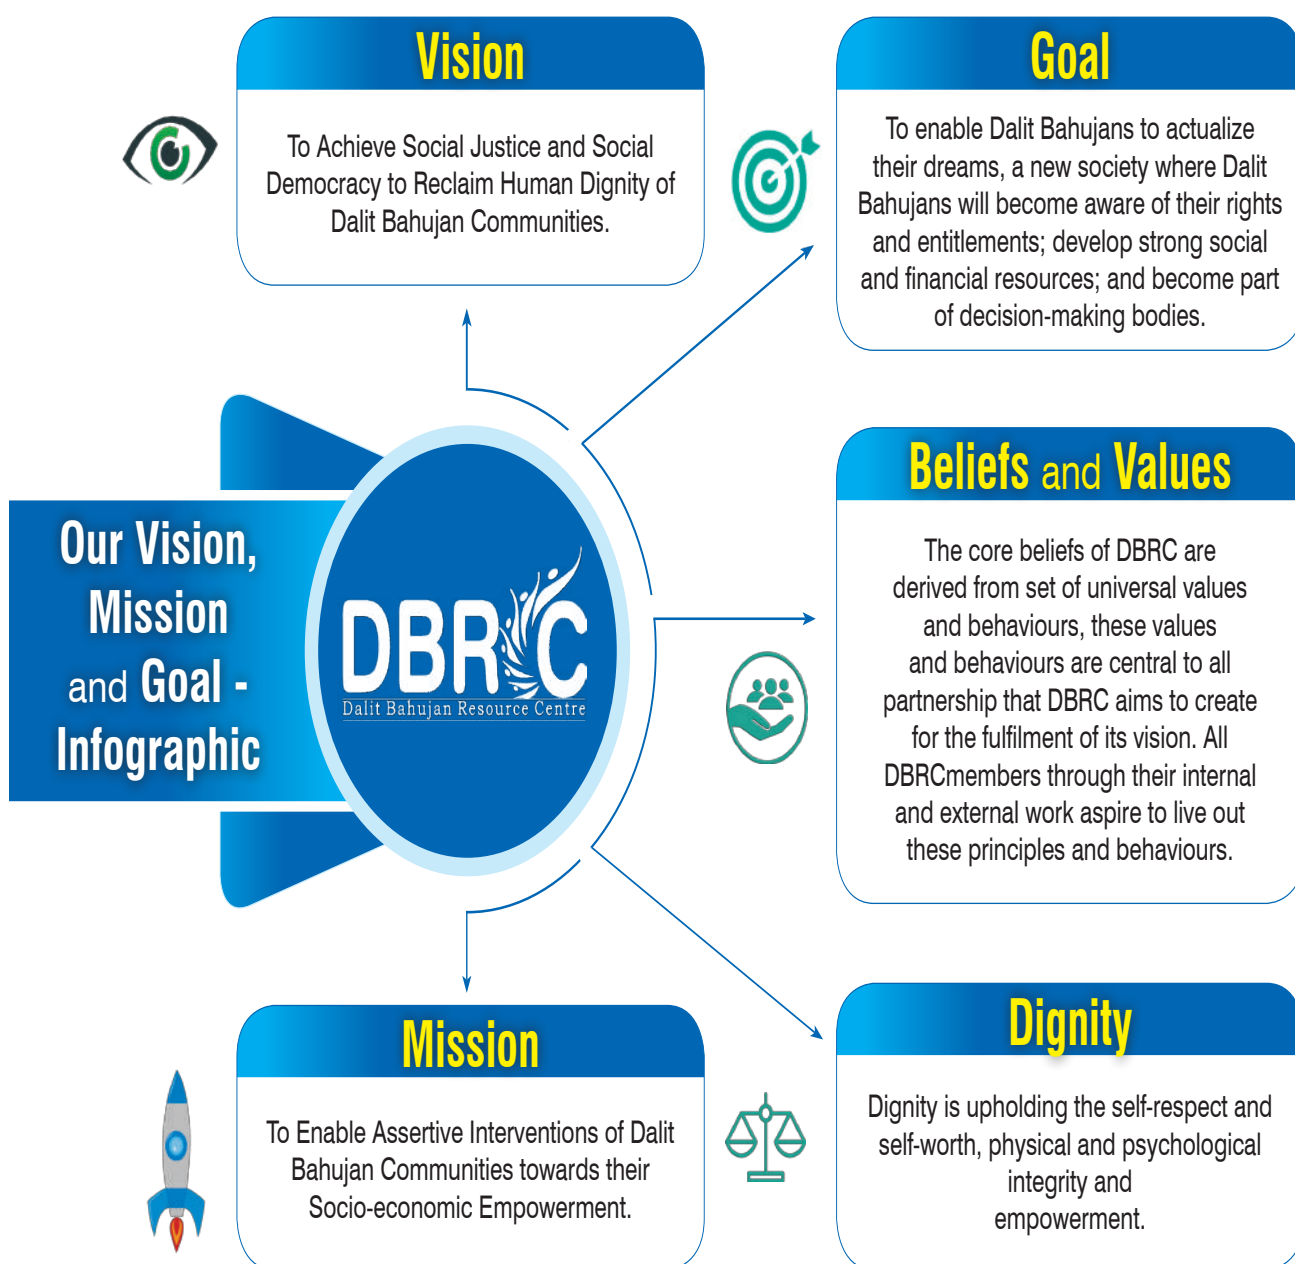 Vision
To Achieve Social Justice and Social
Democracy to Reclaim Human Dignity of
Dalit Bahujan Communities.
Goal
To enable Dalit Bahujans to actualize
their dreams, a new society where Dalit
Bahujans will become aware of their rights
and entitlements; develop strong social
and financial resources; and become part
of decision-making bodies.
Our Vision,
Mission
and Goal -
Infographic
DBRC
Dalit Bahujan Resource Centre
Beliefs and Values
The core beliefs of DBRC are
derived from set of universal values
and behaviours, these values
and behaviours are central to all
partnership that DBRC aims to create
for the fulfilment of its vision. All
DBRCmembers through their internal
and external work aspire to live out
these principles and behaviours.
Mission
To Enable Assertive Interventions of Dalit
Bahujan Communities towards their
Socio-economic Empowerment.
Dignity
Dignity is upholding the self-respect and
self-worth, physical and psychological
integrity and
empowerment.